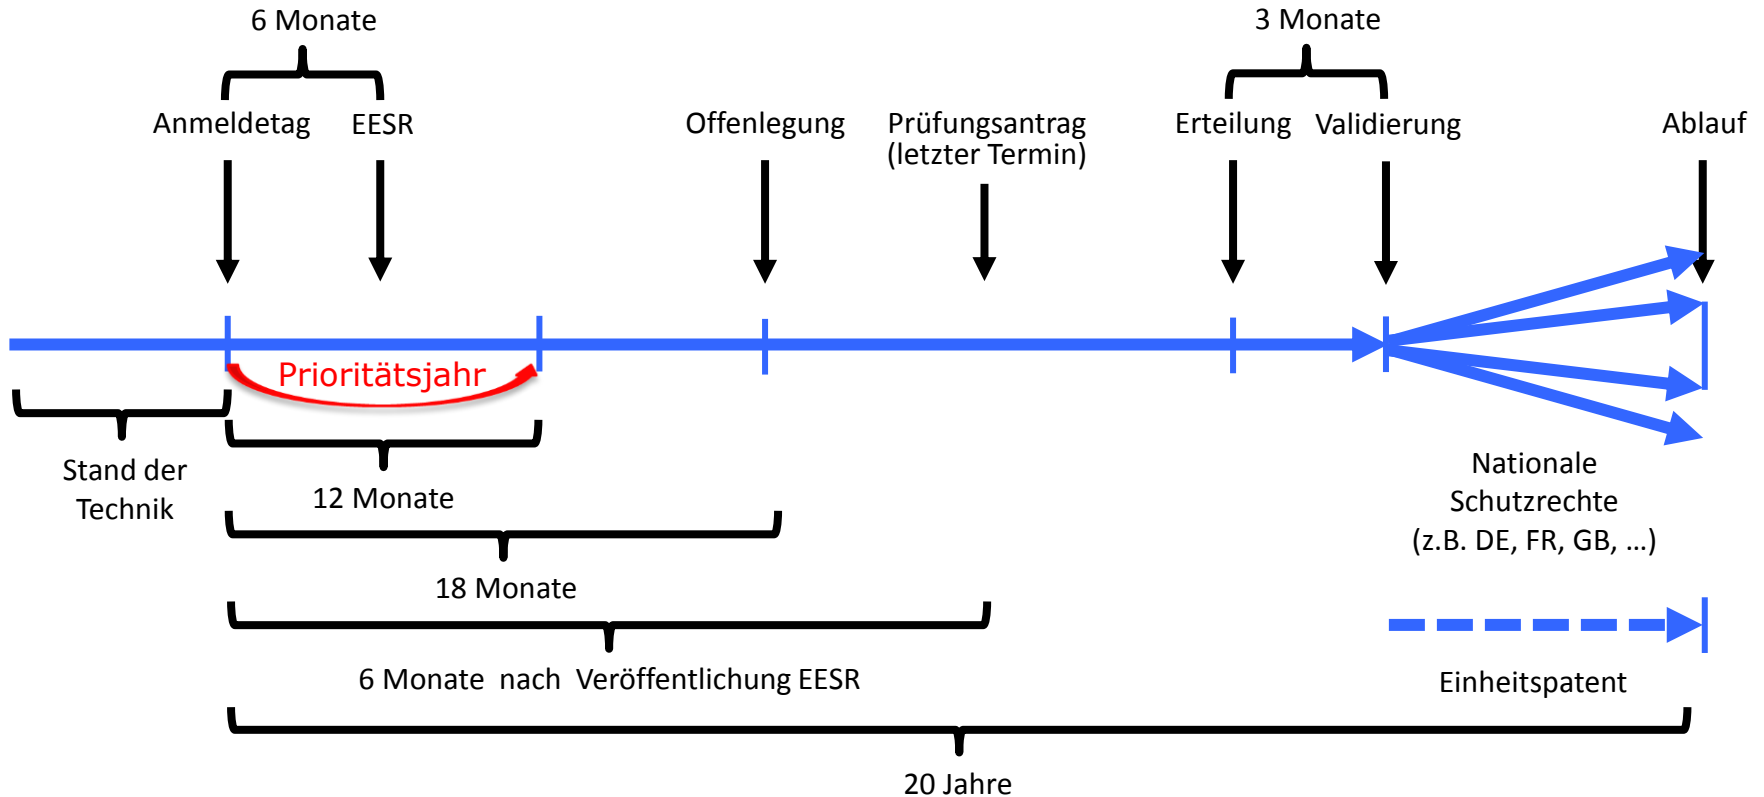 6 Monate
3 Monate
Anmeldetag
EESR
Offenlegung
Prüfungsantrag
(letzter Termin)
Erteilung
Validierung
Ablauf
Prioritätsjahr
Stand der
Technik
12 Monate
18 Monate
6 Monate nach Veröffentlichung EESR
20 Jahre
Nationale
Schutzrechte
(z.B. DE, FR, GB, ...)
Einheitspatent